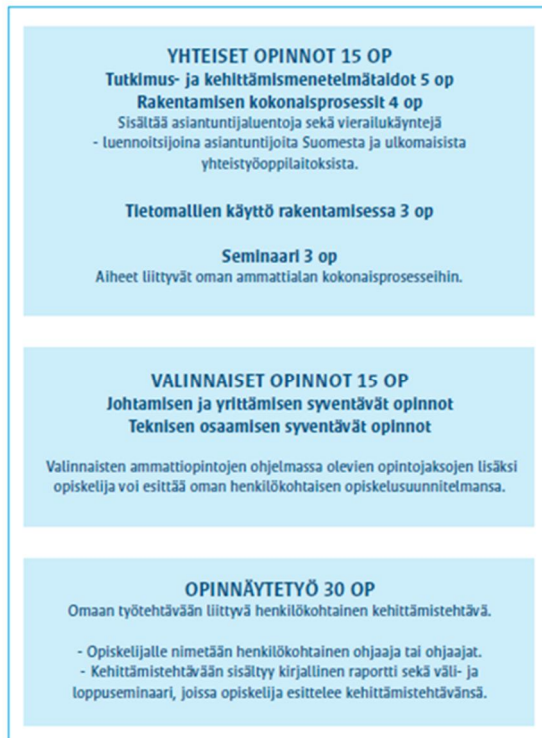 YHTEISET OPINNOT 15 OP
Tutkimus- ja kehittämismenetelmätaidot 5 op
Rakentamisen kokonaisprosessit 4 op
Sisältää asiantuntijaluentoja sekä vierailukäyntejä
- luennoitsijoina asiantuntijoita Suomesta ja ulkomaisista
yhteistyöoppilaitoksista.
Tietomallien käyttö rakentamisessa 3 op
Seminaari 3 op
Aiheet liittyvät oman ammattialan kokonaisprosesseihin.
VALINNAISET OPINNOT 15 OP
Johtamisen ja yrittämisen syventävät opinnot
Teknisen osaamisen syventävät opinnot
Valinnaisten ammattiopintojen ohjelmassa olevien opintojaksojen lisäksi
opiskelija voi esittää oman henkilökohtaisen opiskelusuunnitelmansa.
OPINNÄYTETYÖ 30 OP
Omaan työtehtävään liittyvä henkilökohtainen kehittämistehtävä.
- Opiskelijalle nimetään henkilökohtainen ohjaaja tai ohjaajat.
- Kehittämistehtävään sisältyy kirjallinen raportti sekä väli- ja
loppuseminaari, joissa opiskelija esittelee kehittämistehtävänsä.